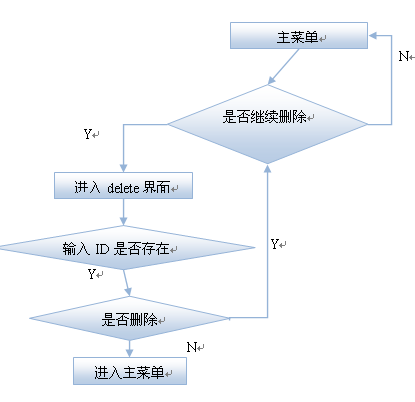 主菜单
N
是否继续删除
Y
进入 delete 界面
输入 ID 是否存在
Y
Y
是否删除
N
进入主菜单